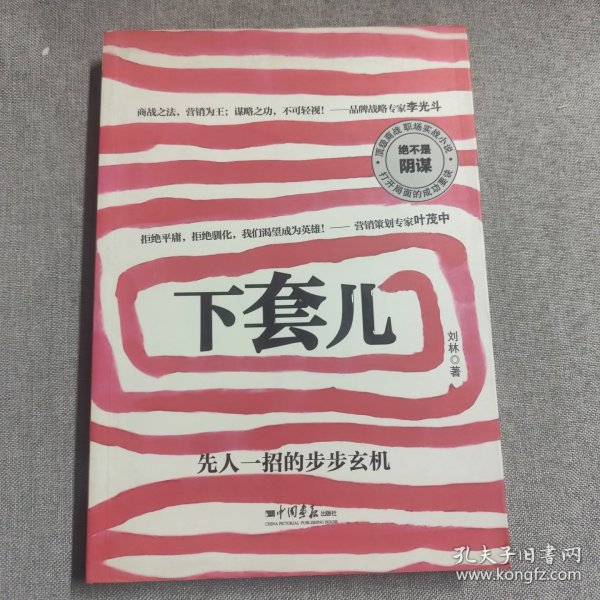 商战之法，营销为王；谋略之功，不可轻视！——品牌战略专家李光斗
顶级商战 职场实战小说
绝不是
阴谋
打开局面的成功要诀
拒绝平庸，拒绝驯化，我们渴望成为英雄！——营销策划专家叶茂中
下套儿
刘林◎著
先人一招的步步玄机
中国画报出版社
CHINA PICTORIAL PUBLISHING HOUSE
孔夫子旧书网
www.kongfz.com